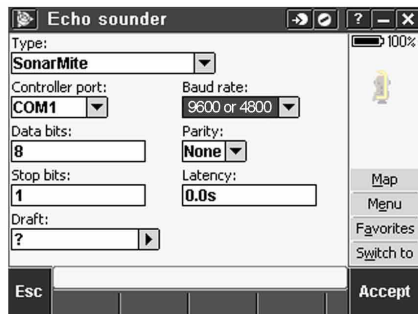 Echo sounder
? – X
Type:
100%
SonarMite
Controller port:
Baud rate:
COM1
9600 or 4800
Data bits:
Parity:
8
None
Stop bits:
Latency:
1
0.0s
Draft:
?
Map
Menu
Favorites
Switch to
Esc
Accept